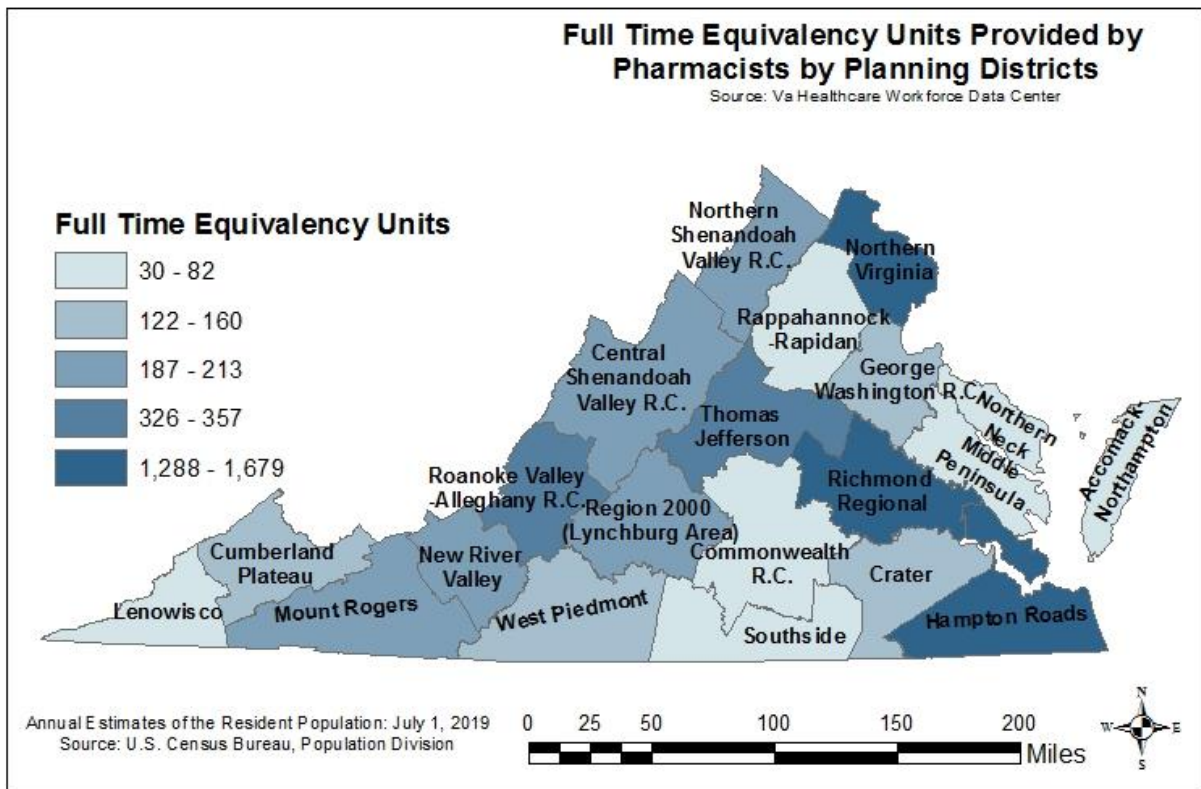 Full Time Equivalency Units Provided by
Pharmacists by Planning Districts
Source: Va Healthcare Workforce Data Center
Full Time Equivalency Units
30 - 82
122 - 160
187 - 213
326 - 357
1,288 - 1,679
Northern
Shenandoah
Valley R.C.
Northern
Virginia
Rappahannock
-Rapidan
Central
Shenandoah
Valley R.C.
George
Washington R.C.
Northern
Neck
Middle
Peninsula
Accomack-
Northampton
Thomas
Jefferson
Roanoke Valley
-Alleghany R.C.
Richmond
Regional
Region 2000
(Lynchburg Area)
Cumberland
Plateau
New River
Valley
Commonwealth
R.C.
Crater
Lenowisco
Mount Rogers
West Piedmont
Southside
Hampton Roads
Annual Estimates of the Resident Population: July 1, 2019
Source: U.S. Census Bureau, Population Division
0 25 50 100 150 200
Miles
N
W E
S